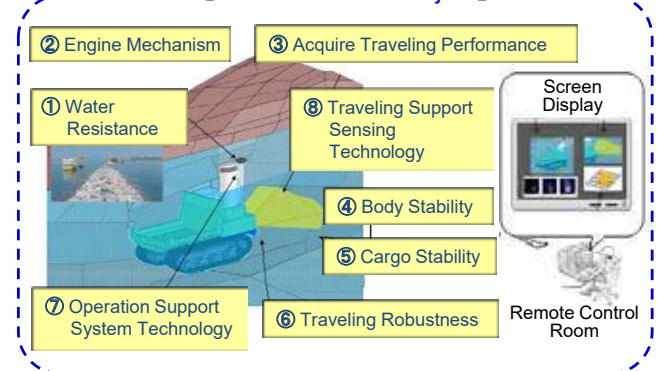 ② Engine Mechanism
③ Acquire Traveling Performance
① Water
Resistance
⑧ Traveling Support
Sensing
Technology
Screen
Display
④ Body Stability
⑤ Cargo Stability
⑦ Operation Support
System Technology
⑥ Traveling Robustness
Remote Control
Room